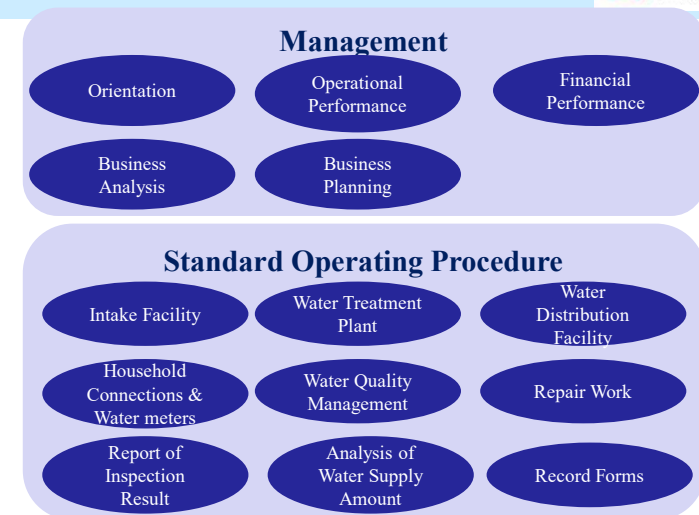 Management
Orientation
Operational
Performance
Financial
Performance
Business
Analysis
Business
Planning
Standard Operating Procedure
Intake Facility
Water Treatment
Plant
Water
Distribution
Facility
Household
Connections &
Water meters
Water Quality
Management
Repair Work
Report of
Inspection
Result
Analysis of
Water Supply
Amount
Record Forms